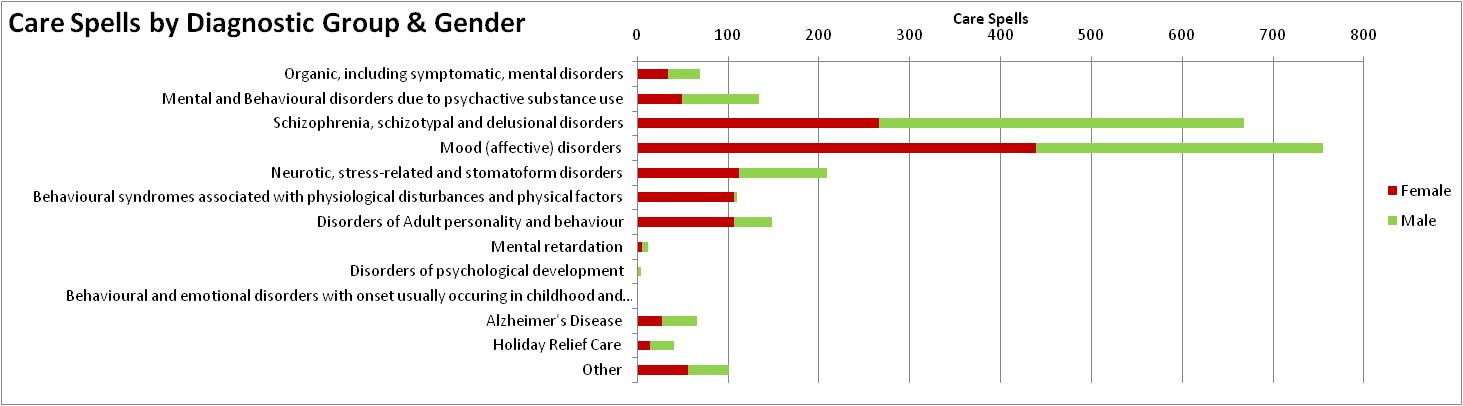 Care Spells by Diagnostic Group & Gender
Care Spells
0 100 200 300 400 500 600 700 800
Organic, including symptomatic, mental disorders
Mental and Behavioural disorders due to psychactive substance use
Schizophrenia, schizotypal and delusional disorders
Mood (affective) disorders
Neurotic, stress-related and stomatoform disorders
Behavioural syndromes associated with physiological disturbances and physical factors
Disorders of Adult personality and behaviour
Mental retardation
Disorders of psychological development
Behavioural and emotional disorders with onset usually occuring in childhood and...
Alzheimer's Disease
Holiday Relief Care
Other
Female
Male